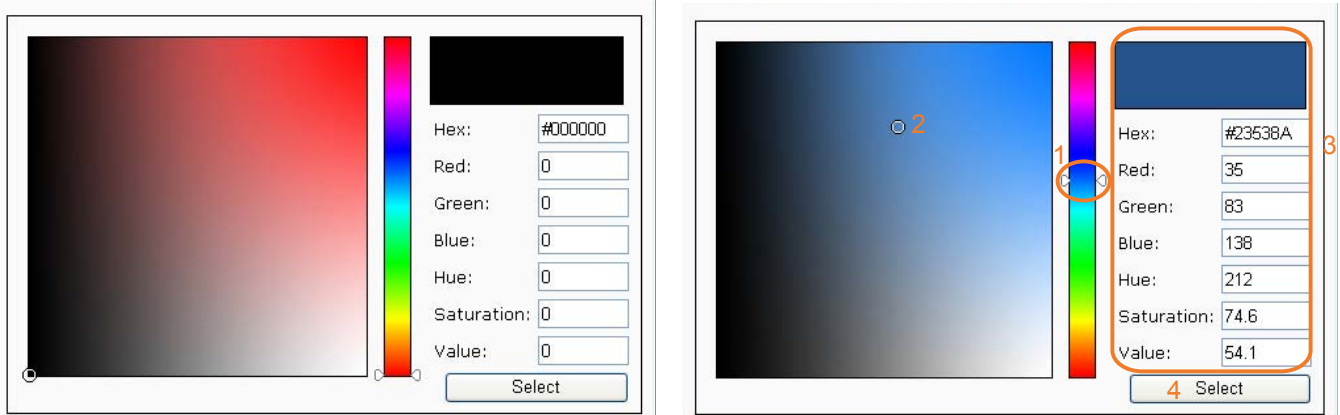 Hex: #000000
Red: 0
Green: 0
Blue: 0
Hue: 0
Saturation: 0
Value: 0
Select
2
1
3
Hex: #23538A
Red: 35
Green: 83
Blue: 138
Hue: 212
Saturation: 74.6
Value: 54.1
4 Select